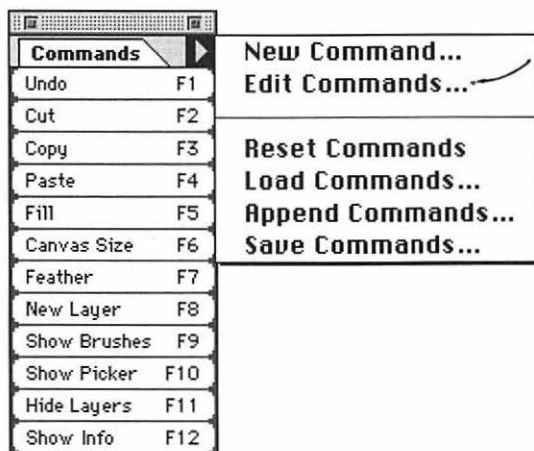 Commands
Undo F1
Cut F2
Copy F3
Paste F4
Fill F5
Canvas Size F6
Feather F7
New Layer F8
Show Brushes F9
Show Picker F10
Hide Layers F11
Show Info F12
New Command...
Edit Commands...
Reset Commands
Load Commands...
Append Commands...
Save Commands...